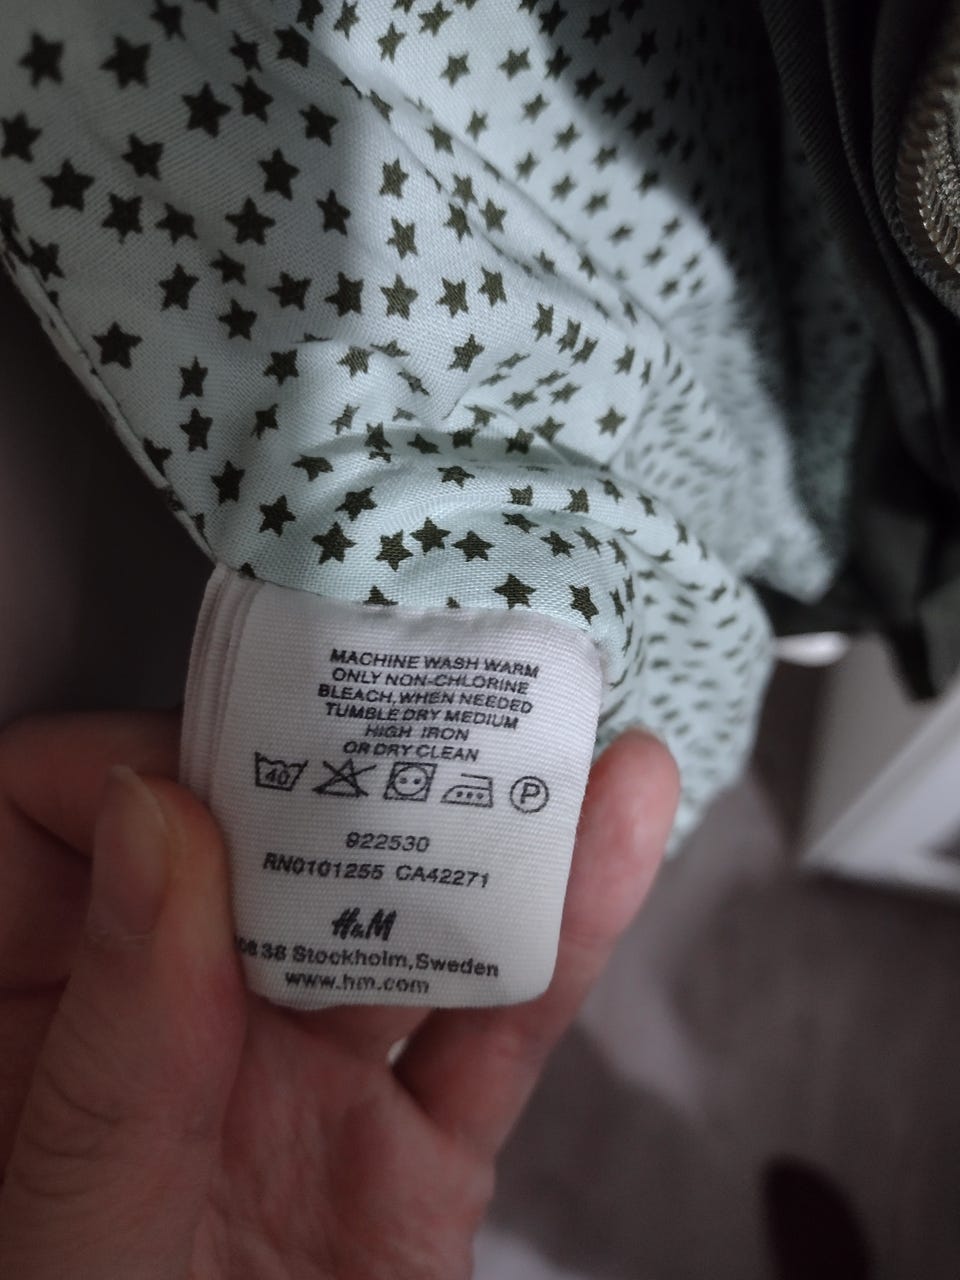 MACHINE WASH WARM
ONLY NON-CHLORINE
BLEACH, WHEN NEEDED
TUMBLE DRY MEDIUM
HIGH IRON
OR DRY CLEAN
40 P
922530
RN0101255 CA42271
H&M
38 Stockholm, Sweden
www.hm.com